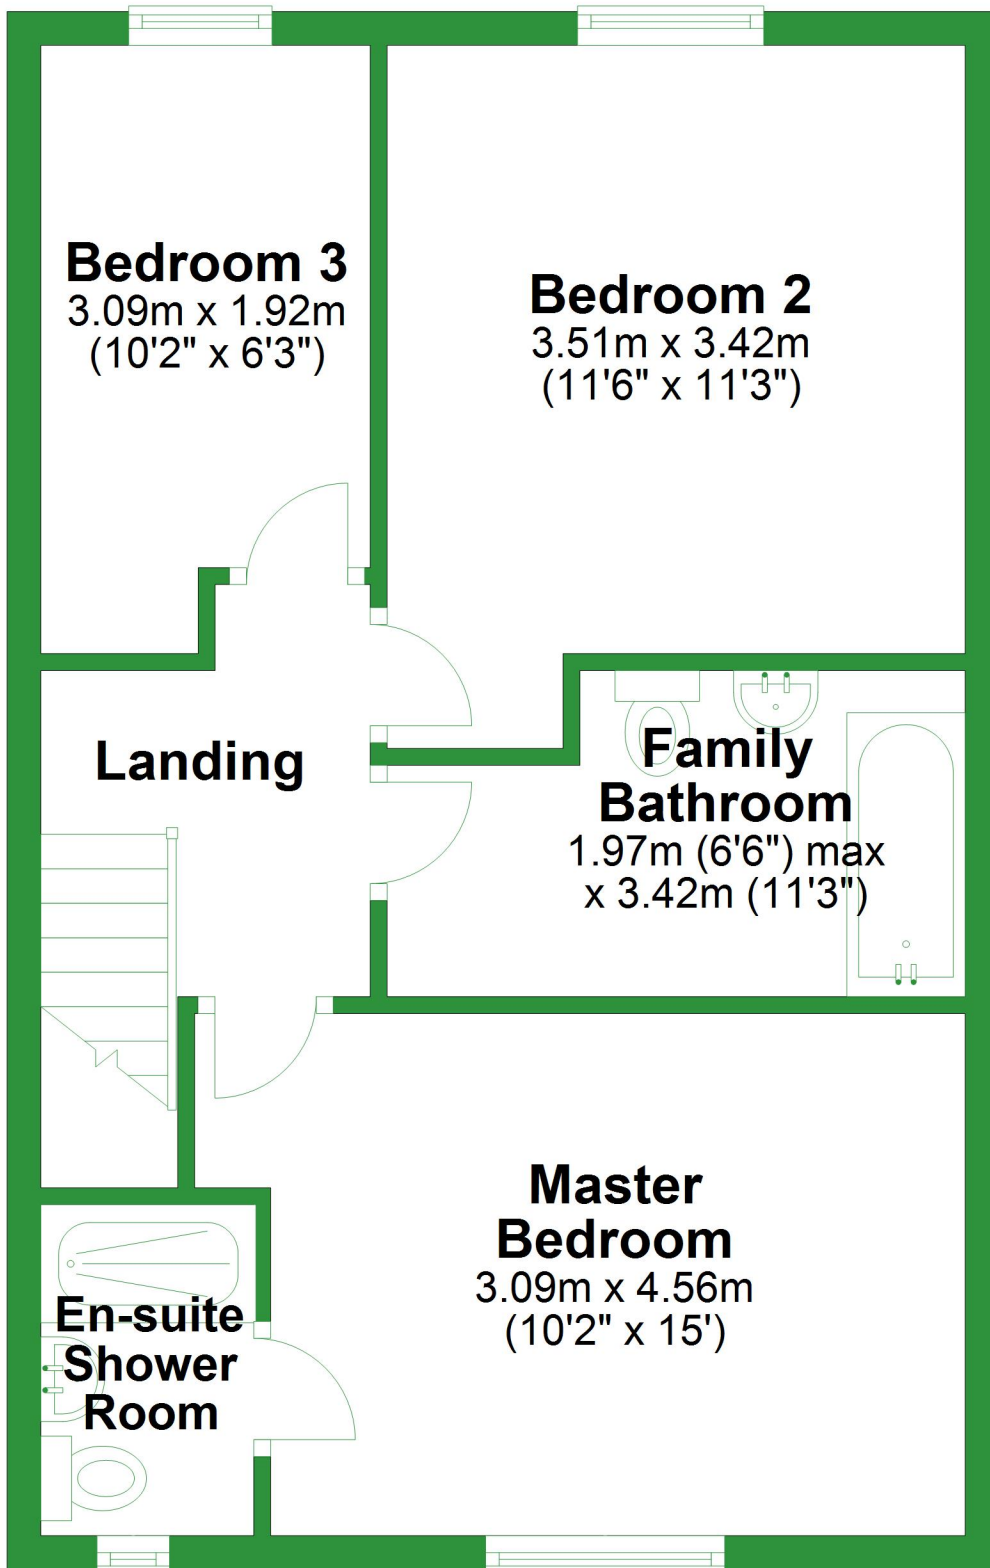 Bedroom 3
3.09m x 1.92m
(10'2" x 6'3")
Bedroom 2
3.51m x 3.42m
(11'6" x 11'3")
Landing
Family
Bathroom
1.97m (6'6") max
x 3.42m (11'3")
Master
Bedroom
3.09m x 4.56m
(10'2" x 15')
En-suite
Shower
Room